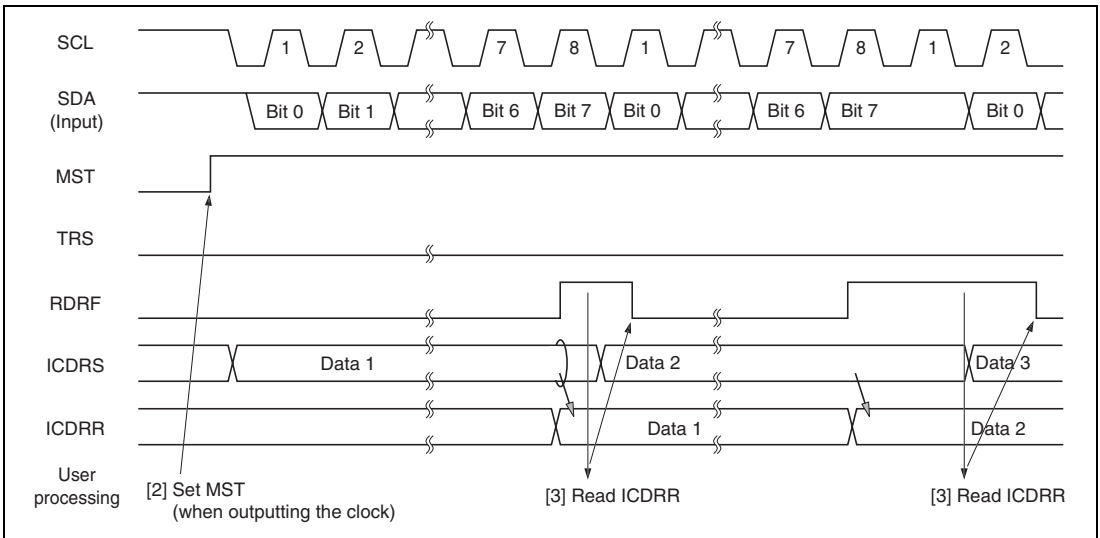 SCL 1 2 7 8 1 7 8 1 2
SDA
(Input) Bit 0 Bit 1 Bit 6 Bit 7 Bit 0 Bit 6 Bit 7 Bit 0
MST
TRS
RDRF
ICDRS Data 1 Data 2 Data 3
ICDRR Data 1 Data 2
User
processing
[2] Set MST
(when outputting the clock)
[3] Read ICDRR
[3] Read ICDRR